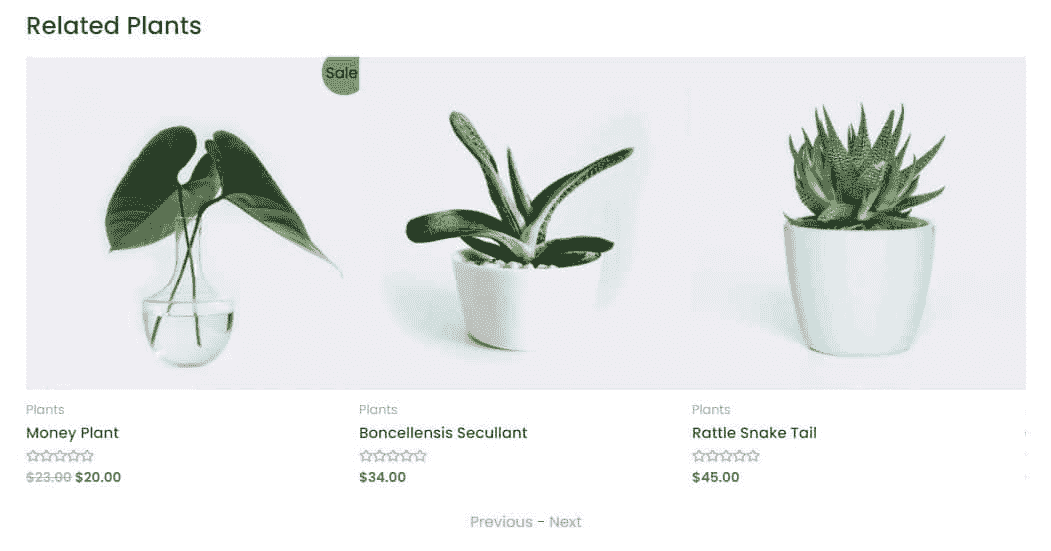 Related Plants
Sale
Plants
Money Plant
$23.00 $20.00
Plants
Boncellensis Secullant
$34.00
Plants
Rattle Snake Tail
$45.00
Previous - Next